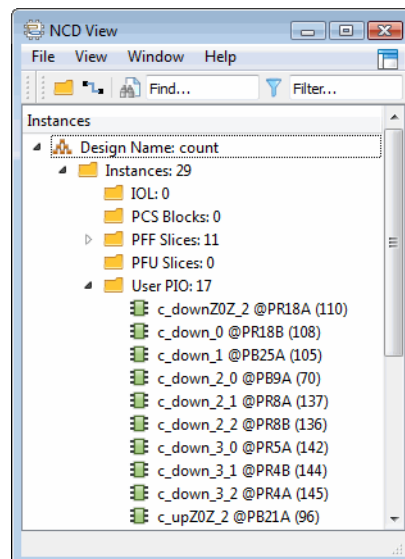 NCD View
File View Window Help
Find... Filter...
Instances
Design Name: count
Instances: 29
IOL: 0
PCS Blocks: 0
PFF Slices: 11
PFU Slices: 0
User PIO: 17
c_downZ0Z_2 @PR18A (110)
c_down_0 @PR18B (108)
c_down_1 @PB25A (105)
c_down_2_0 @PB9A (70)
c_down_2_1 @PR8A (137)
c_down_2_2 @PR8B (136)
c_down_3_0 @PR5A (142)
c_down_3_1 @PR4B (144)
c_down_3_2 @PR4A (145)
c_upZ0Z_2 @PB21A (96)